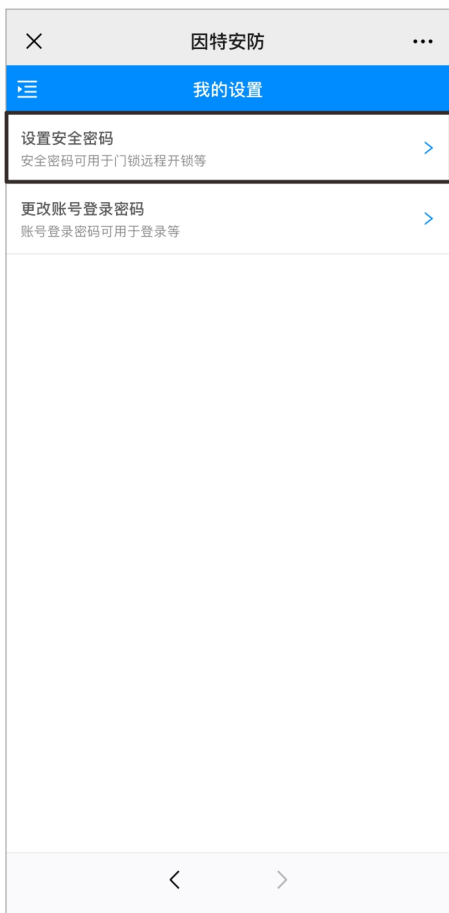 因特安防
我的设置
设置安全密码
安全密码可用于门锁远程开锁等
更改账号登录密码
账号登录密码可用于登录等